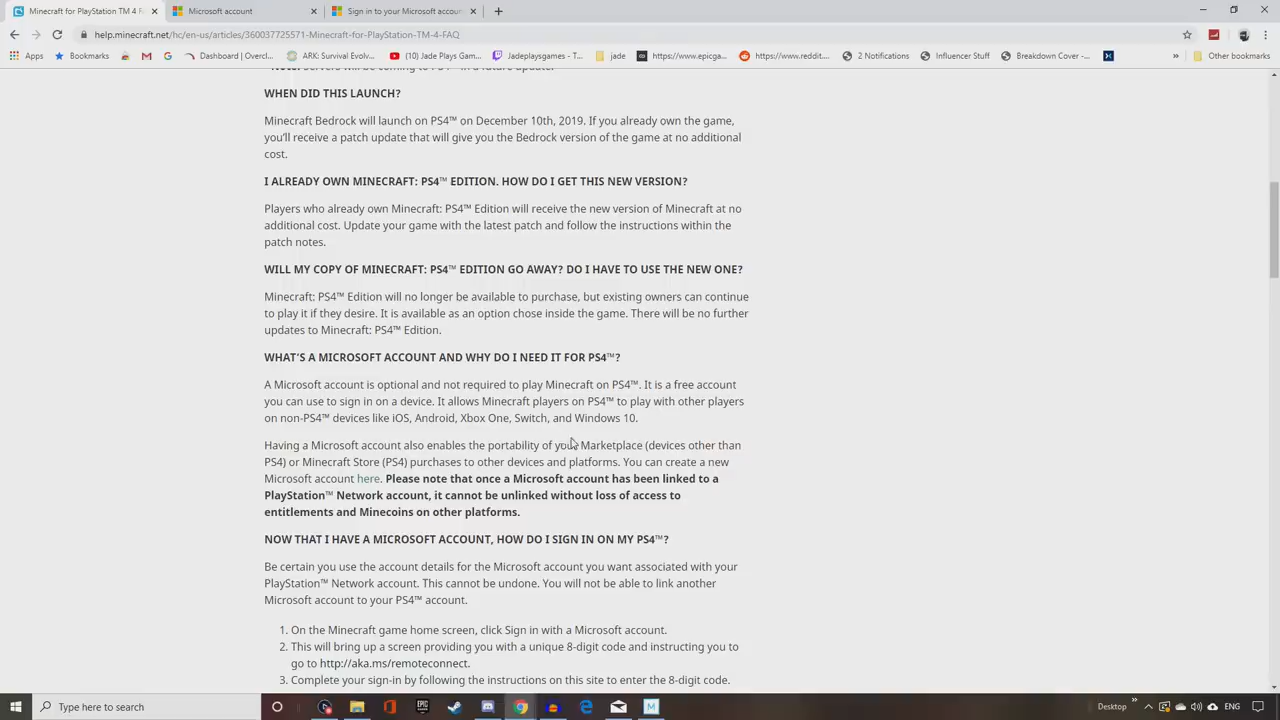 Minecraft for PlayStation TM 4 F
Microsoft account
Sign in to your Microsoft accoun
help.minecraft.net/hc/en-us/articles/360037725571-Minecraft-for-PlayStation-TM-4-FAQ
Apps
Bookmarks
G
Dashboard | Overcl...
ARK: Survival Evolv...
(10) Jade Plays Gam...
Jadeplaysgames - T...
jade
https://www.epicga...
https://www.reddit....
2 Notifications
Influencer Stuff
Breakdown Cover -...
»
Other bookmarks
WHEN DID THIS LAUNCH?
Minecraft Bedrock will launch on PS4™ on December 10th, 2019. If you already own the game,
you'll receive a patch update that will give you the Bedrock version of the game at no additional
cost.
I ALREADY OWN MINECRAFT: PS4™ EDITION. HOW DO I GET THIS NEW VERSION?
Players who already own Minecraft: PS4™ Edition will receive the new version of Minecraft at no
additional cost. Update your game with the latest patch and follow the instructions within the
patch notes.
WILL MY COPY OF MINECRAFT: PS4™ EDITION GO AWAY? DO I HAVE TO USE THE NEW ONE?
Minecraft: PS4™ Edition will no longer be available to purchase, but existing owners can continue
to play it if they desire. It is available as an option chose inside the game. There will be no further
updates to Minecraft: PS4™ Edition.
WHAT'S A MICROSOFT ACCOUNT AND WHY DO I NEED IT FOR PS4™?
A Microsoft account is optional and not required to play Minecraft on PS4™. It is a free account
you can use to sign in on a device. It allows Minecraft players on PS4™ to play with other players
on non-PS4™ devices like iOS, Android, Xbox One, Switch, and Windows 10.
Having a Microsoft account also enables the portability of your Marketplace (devices other than
PS4) or Minecraft Store (PS4) purchases to other devices and platforms. You can create a new
Microsoft account here. Please note that once a Microsoft account has been linked to a
PlayStation™ Network account, it cannot be unlinked without loss of access to
entitlements and Minecoins on other platforms.
NOW THAT I HAVE A MICROSOFT ACCOUNT, HOW DO I SIGN IN ON MY PS4™?
Be certain you use the account details for the Microsoft account you want associated with your
PlayStation™ Network account. This cannot be undone. You will not be able to link another
Microsoft account to your PS4™ account.
1. On the Minecraft game home screen, click Sign in with a Microsoft account.
2. This will bring up a screen providing you with a unique 8-digit code and instructing you to
go to http://aka.ms/remoteconnect.
3. Complete your sign-in by following the instructions on this site to enter the 8-digit code.
Type here to search
EPIC
M
Desktop
»
ENG